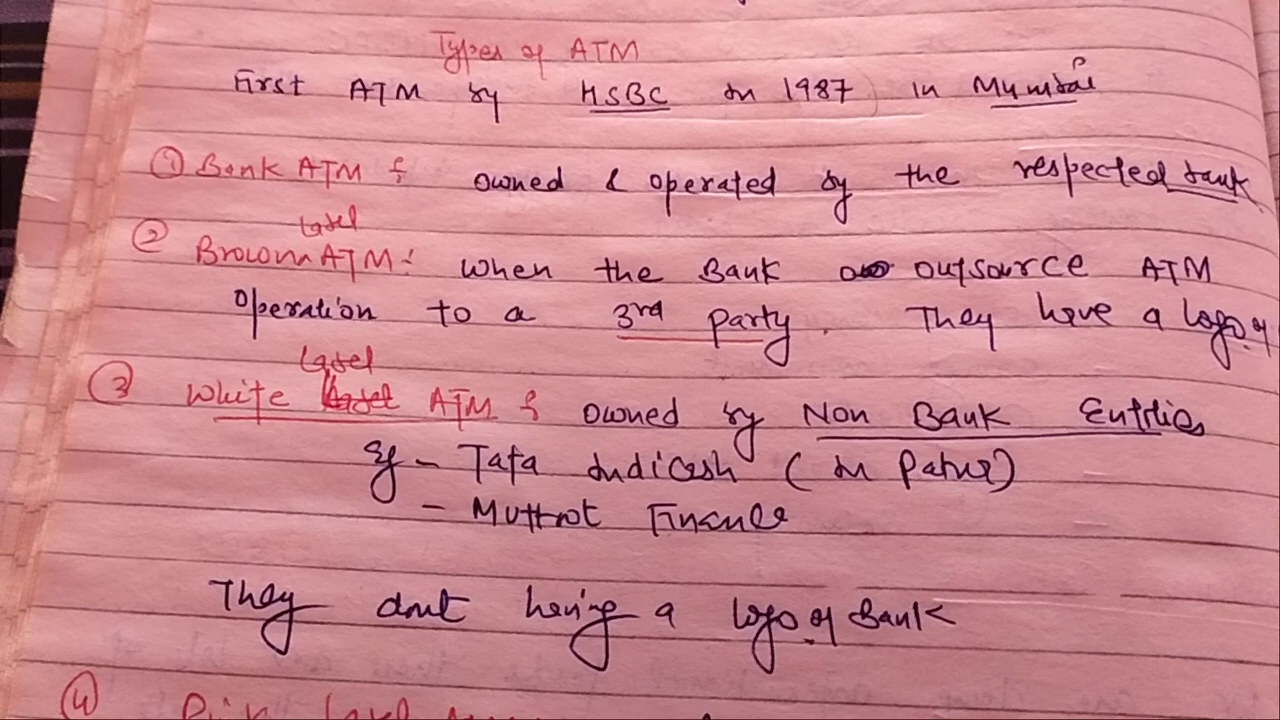 Types of ATM
First ATM by HSBC in 1987 in Mumbai
① Bank ATM : owned & operated by the respected bank
② Brown Label ATM : When the Bank outsource ATM
operation to a 3rd party. They have a logo of
③ White Label ATM : owned by Non Bank Entities
Eg - Tata Indicash (in Patna)
- Muttrot Finance
They dont having a logo of Bank
④ Pink Label